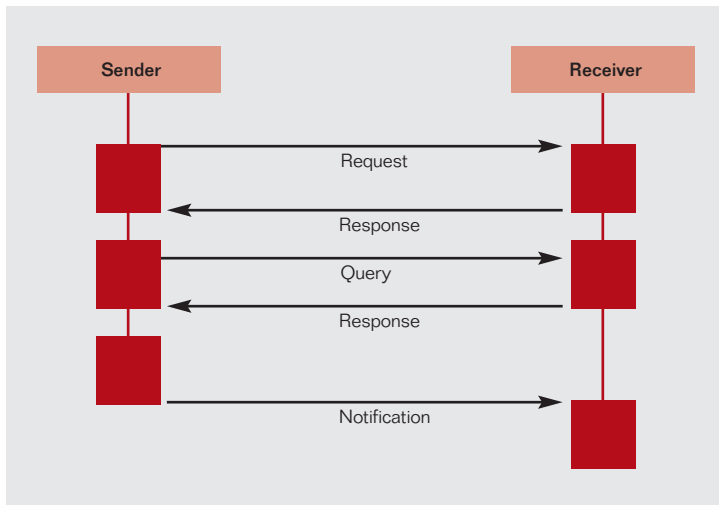 Sender
Receiver
Request
Response
Query
Response
Notification